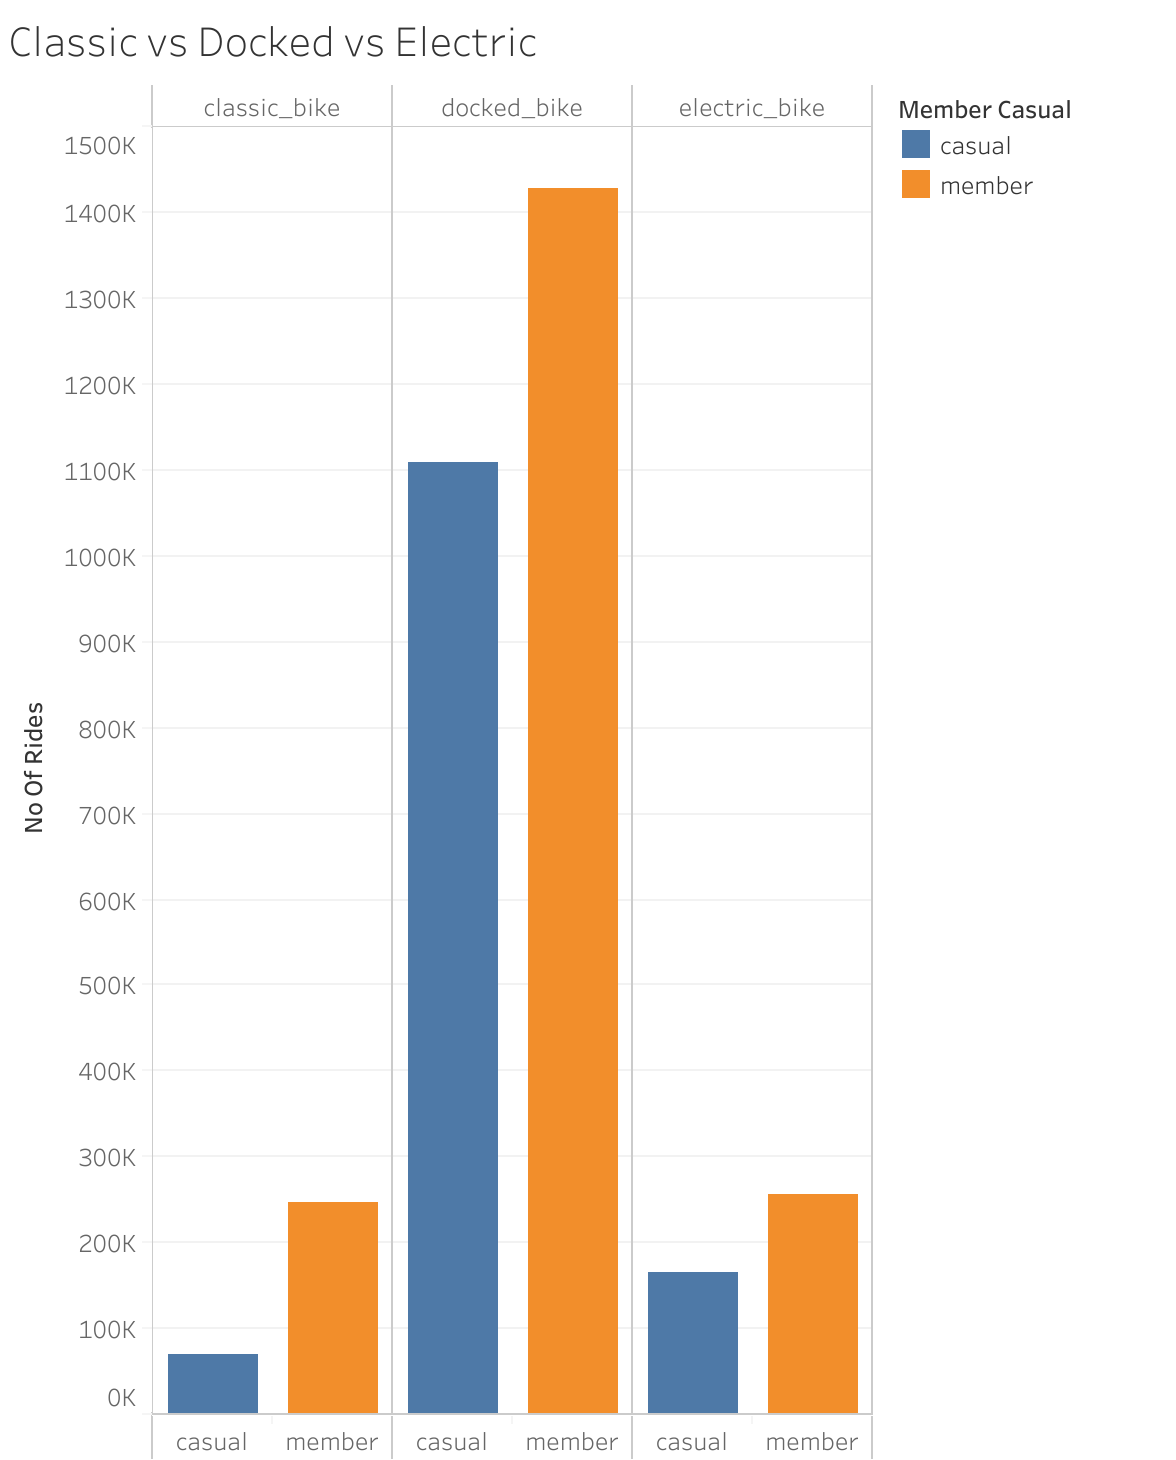 Classic vs Docked vs Electric
classic_bike docked_bike electric_bike
Member Casual
casual
member
1500K
1400K
1300K
1200K
1100K
1000K
900K
800K
700K
600K
500K
400K
300K
200K
100K
0K
No Of Rides
casual member casual member casual member